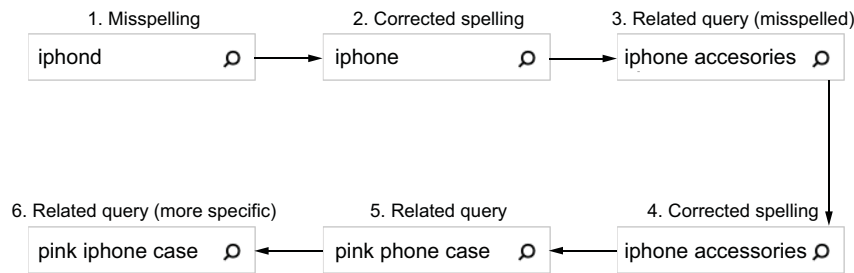 1. Misspelling
iphond
2. Corrected spelling
iphone
3. Related query (misspelled)
iphone accesories
4. Corrected spelling
iphone accessories
5. Related query
pink phone case
6. Related query (more specific)
pink iphone case